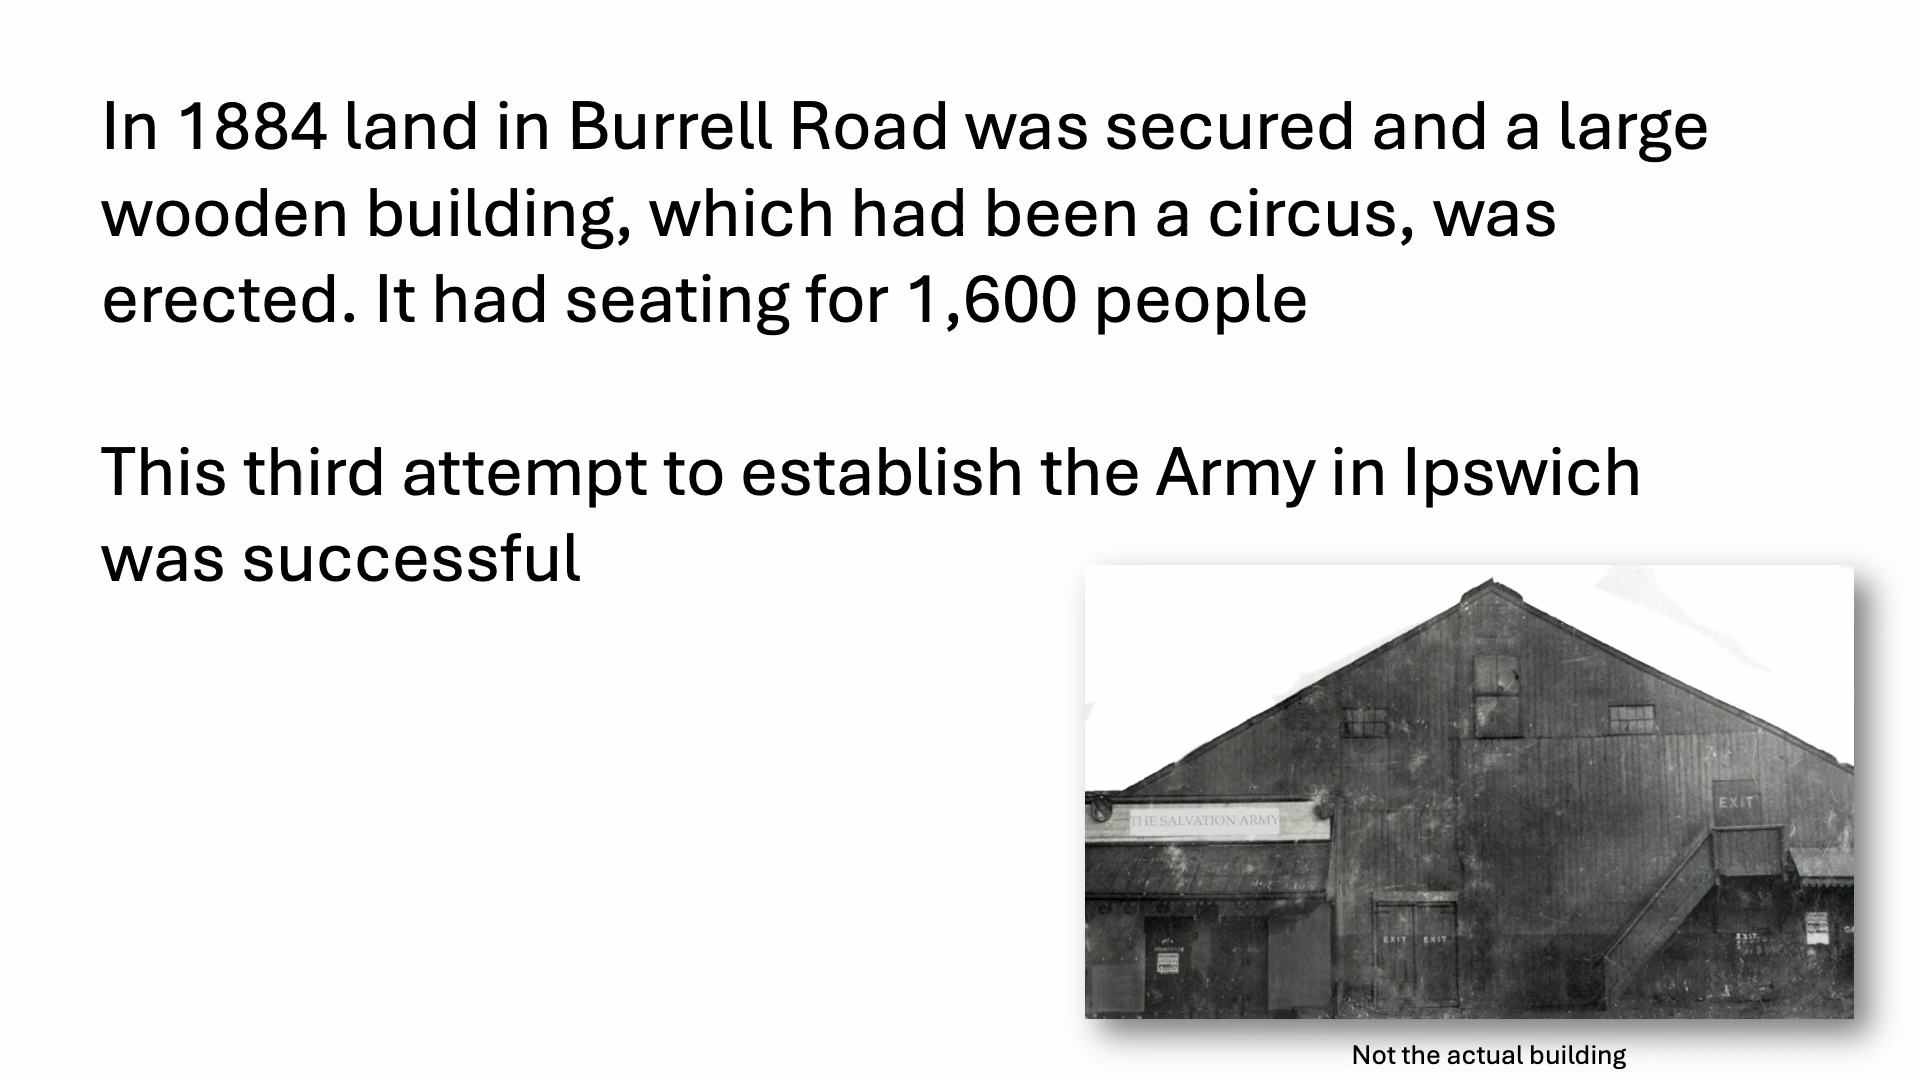 In 1884 land in Burrell Road was secured and a large
wooden building, which had been a circus, was
erected. It had seating for 1,600 people
This third attempt to establish the Army in Ipswich
was successful
EXIT
THE SALVATION ARMY
EXIT EXIT
EXIT
Not the actual building